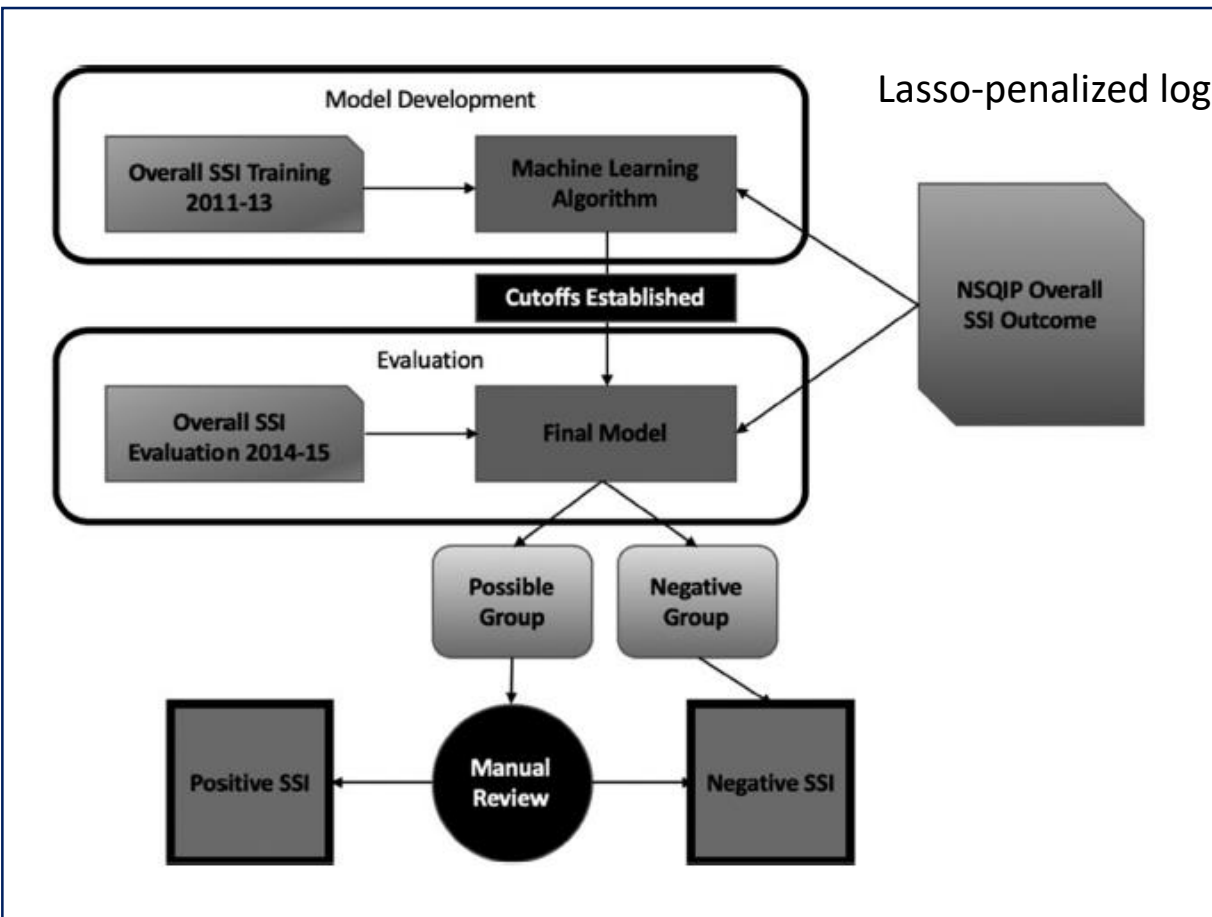 Lasso-penalized log
Model Development
Overall SSI Training
2011-13
Machine Learning
Algorithm
NSQIP Overall
SSI Outcome
Cutoffs Established
Evaluation
Overall SSI
Evaluation 2014-15
Final Model
Possible
Group
Negative
Group
Positive SSI
Manual
Review
Negative SSI